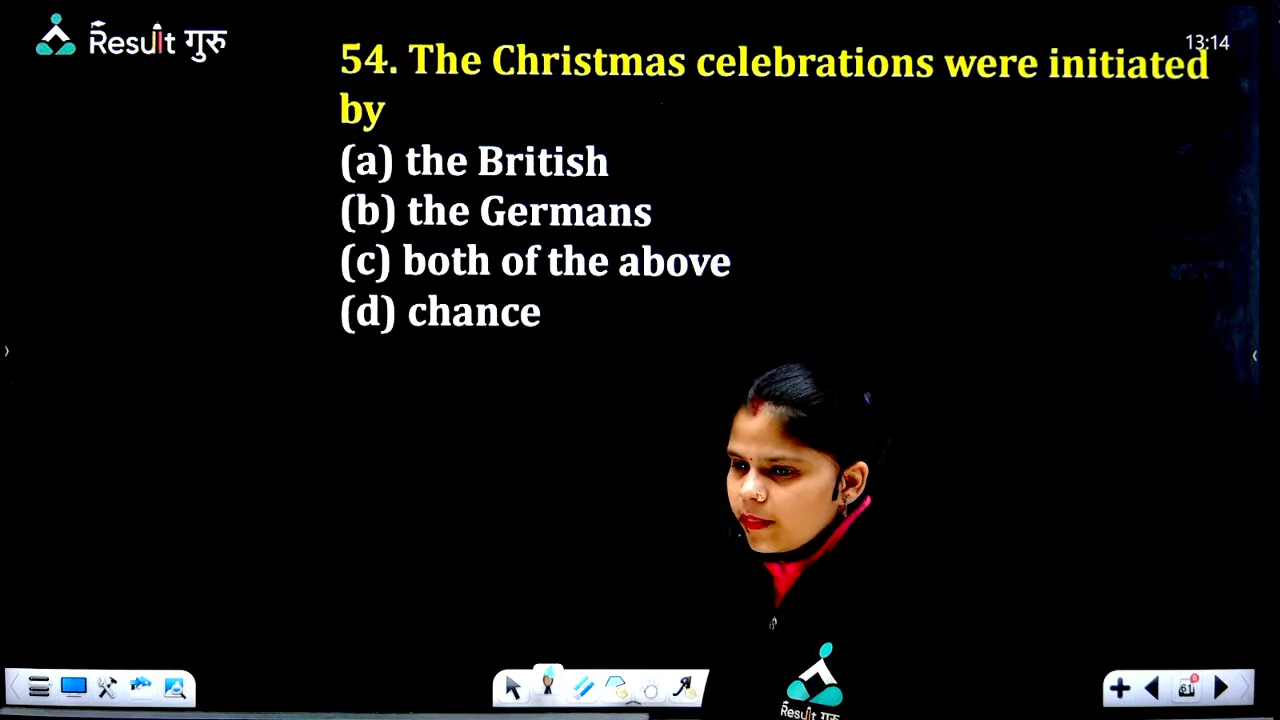 Result गुरु
13:14
54. The Christmas celebrations were initiated
by
(a) the British
(b) the Germans
(c) both of the above
(d) chance
Result गुरु